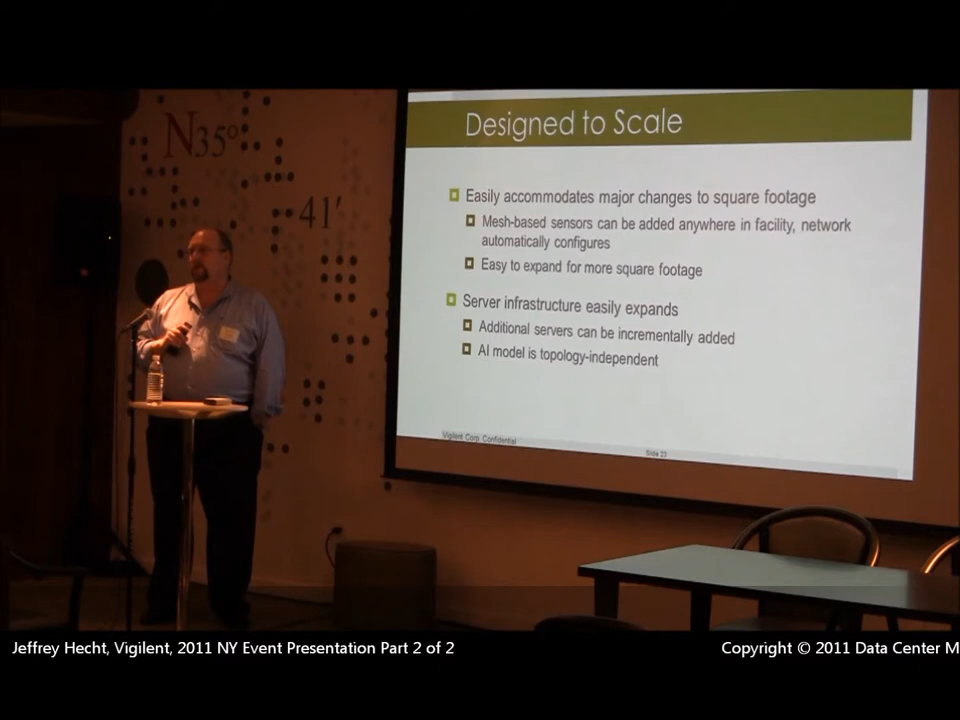 N35°
41′
Designed to Scale
Easily accommodates major changes to square footage
Mesh-based sensors can be added anywhere in facility, network
automatically configures
Easy to expand for more square footage
Server infrastructure easily expands
Additional servers can be incrementally added
AI model is topology-independent
Vigilent Corp. Confidential
Slide 23
Jeffrey Hecht, Vigilent, 2011 NY Event Presentation Part 2 of 2
Copyright © 2011 Data Center M